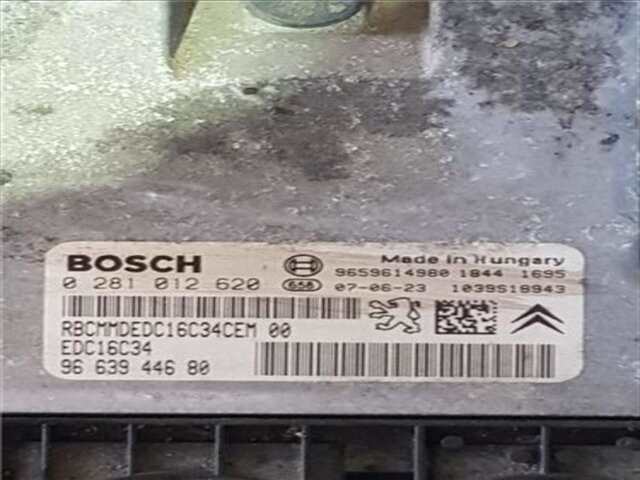 BOSCH
Made in Hungary
0 281 012 620
9659614980 1844 1695
07-06-23 1039S18943
RBCMMDEDC16C34CEM 00
EDC16C34
96 639 446 80